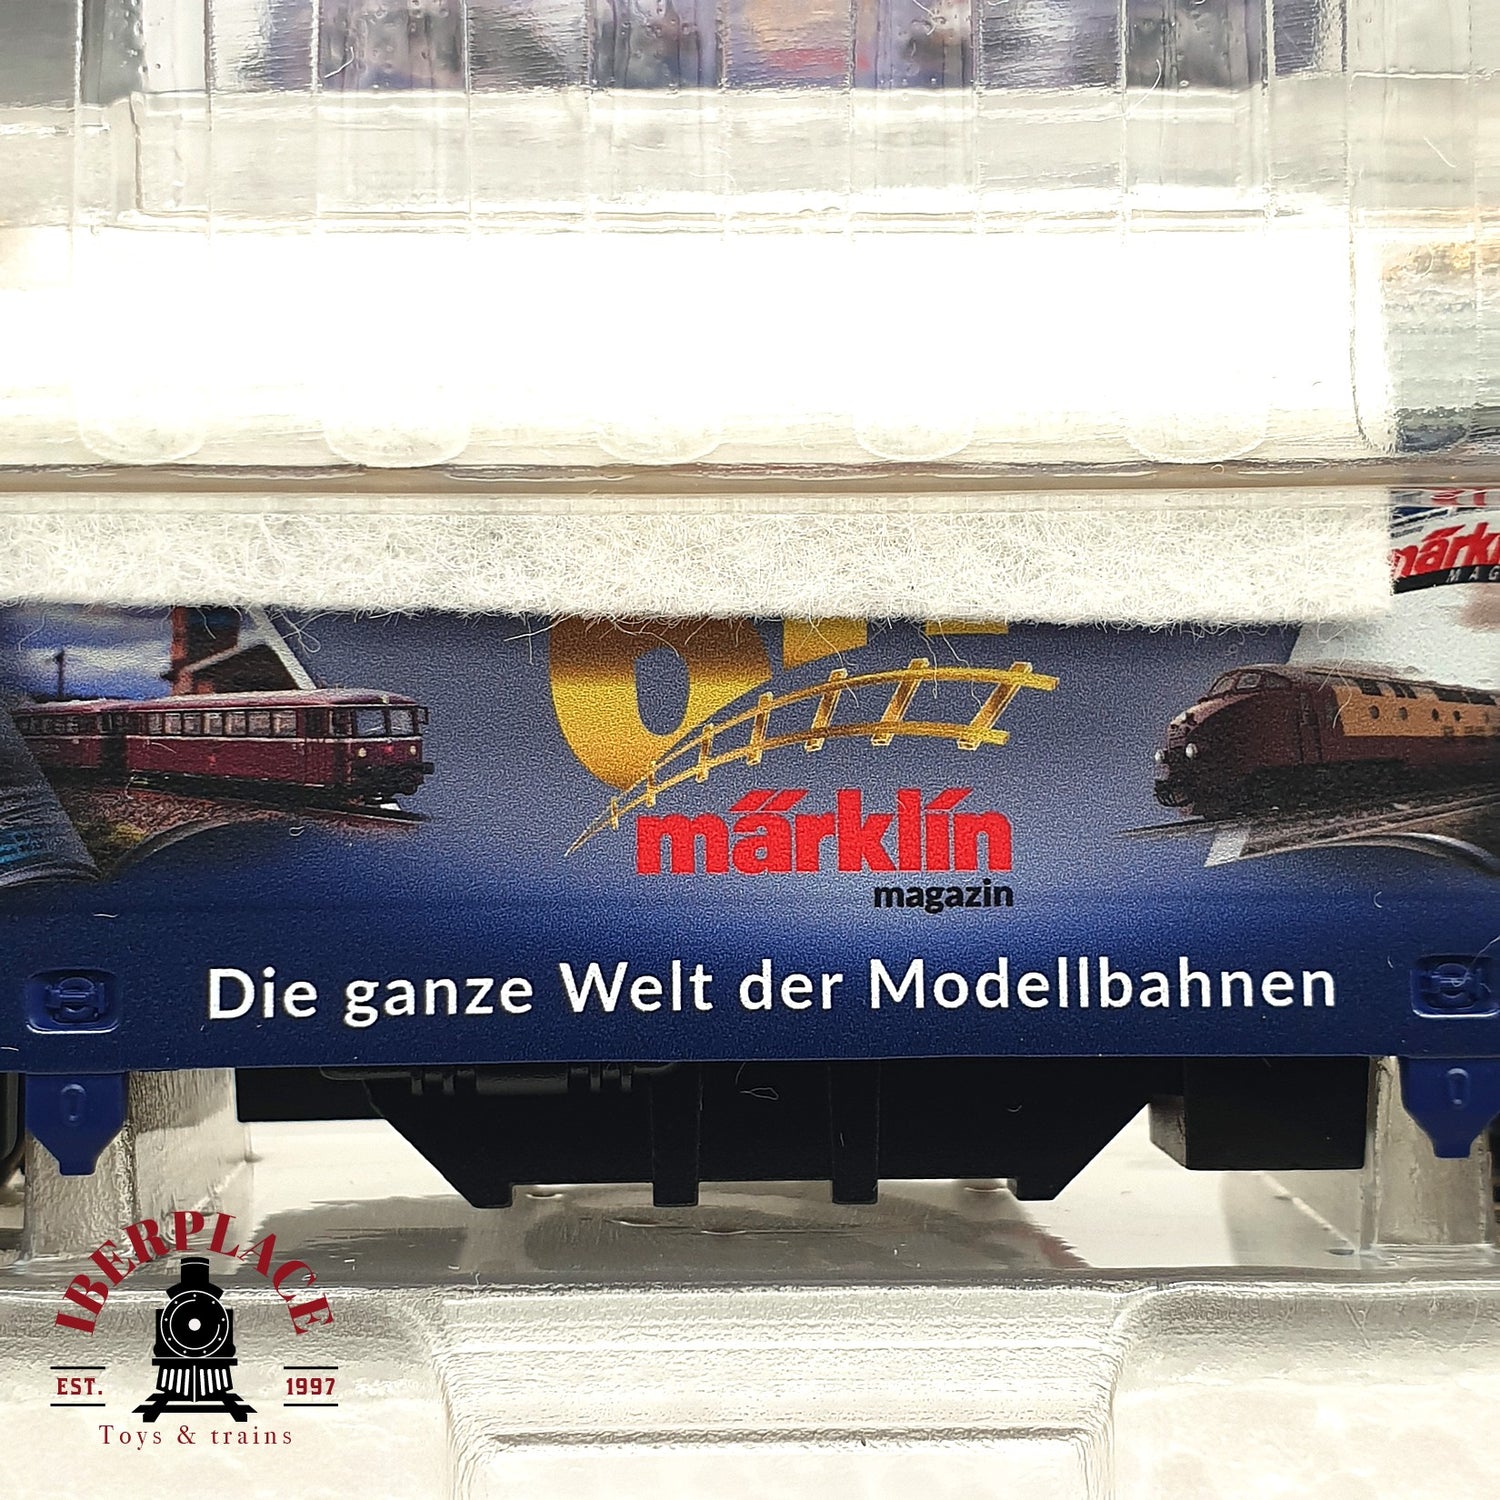 märklin
magazin
Die ganze Welt der Modellbahnen
IBERPLACE
EST. 1997
Toys & trains